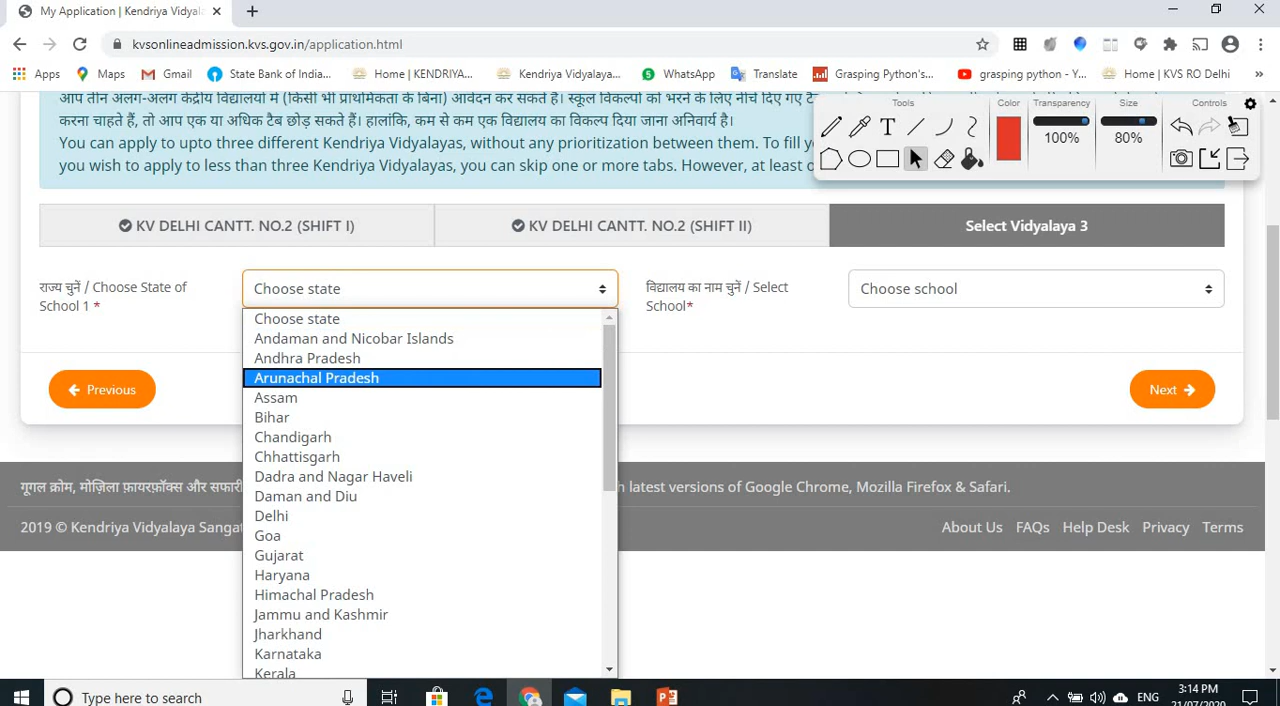 My Application | Kendriya Vidyal
kvsonlineadmission.kvs.gov.in/application.html
Apps Maps Gmail State Bank of India... Home | KENDRIYA... Kendriya Vidyalaya... WhatsApp Translate Grasping Python's... grasping python - Y... Home | KVS RO Delhi »
Tools Color Transparency Size Controls
100% 80%
आप तीन अलग-अलग केंद्रीय विद्यालयों में (किसी भी प्राथमिकता के बिना) आवेदन कर सकते हैं। स्कूल विकल्पों को भरने के लिए नीचे दिए गए
करना चाहते हैं, तो आप एक या अधिक टैब छोड़ सकते हैं। हालांकि, कम से कम एक विद्यालय का विकल्प दिया जाना अनिवार्य है।
You can apply to upto three different Kendriya Vidyalayas, without any prioritization between them. To fill
you wish to apply to less than three Kendriya Vidyalayas, you can skip one or more tabs. However, at least
KV DELHI CANTT. NO.2 (SHIFT I) KV DELHI CANTT. NO.2 (SHIFT II) Select Vidyalaya 3
राज्य चुनें / Choose State of School 1 *
Choose state
विद्यालय का नाम चुनें / Select School*
Choose school
Choose state
Andaman and Nicobar Islands
Andhra Pradesh
Arunachal Pradesh
Assam
Bihar
Chandigarh
Chhattisgarh
Dadra and Nagar Haveli
Daman and Diu
Delhi
Goa
Gujarat
Haryana
Himachal Pradesh
Jammu and Kashmir
Jharkhand
Karnataka
Kerala
Previous Next
गूगल क्रोम, मोज़िला फ़ायरफ़ॉक्स और सफारी
latest versions of Google Chrome, Mozilla Firefox & Safari.
2019 © Kendriya Vidyalaya Sangat
About Us FAQs Help Desk Privacy Terms
Type here to search
ENG
3:14 PM
21/07/2020